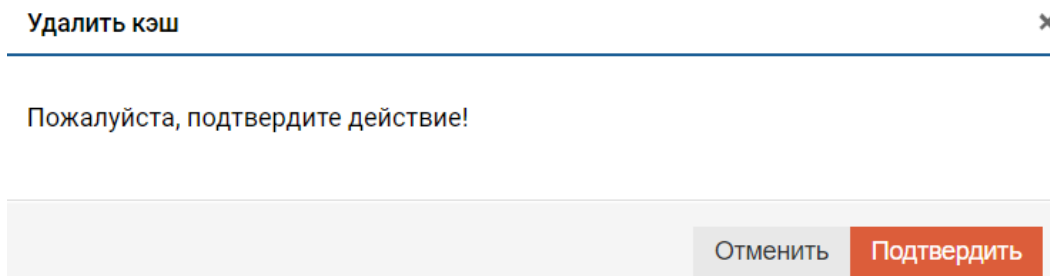 Удалить кэш
Пожалуйста, подтвердите действие!
Отменить Подтвердить